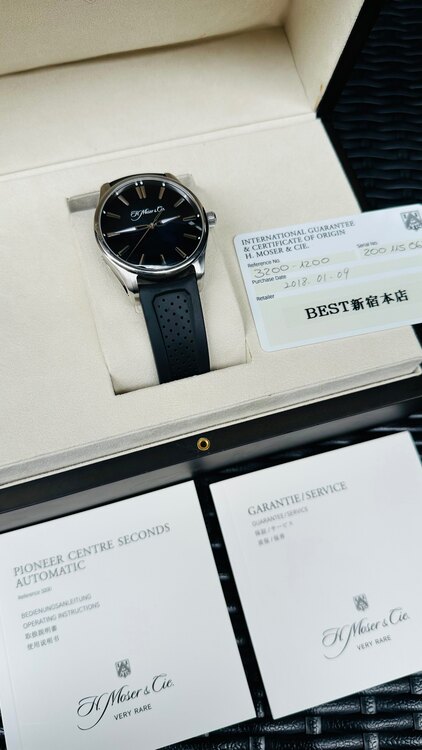 H. Moser & Cie.
INTERNATIONAL GUARANTEE
& CERTIFICATE OF ORIGIN
H. MOSER & CIE.
Reference No.
Serial No
3200-1200
Purchase Date
2018.01-09
Retailer
BEST新宿本店
PIONEER CENTRE SECONDS
AUTOMATIC
Reference 3200
BEDIENUNGSANLEITUNG
OPERATING INSTRUCTIONS
取扱説明書
使用说明书
H. Moser & Cie.
VERY RARE
GARANTIE/SERVICE
GUARANTEE/SERVICE
保証/サービス
H. Moser & Cie.
VERY RARE